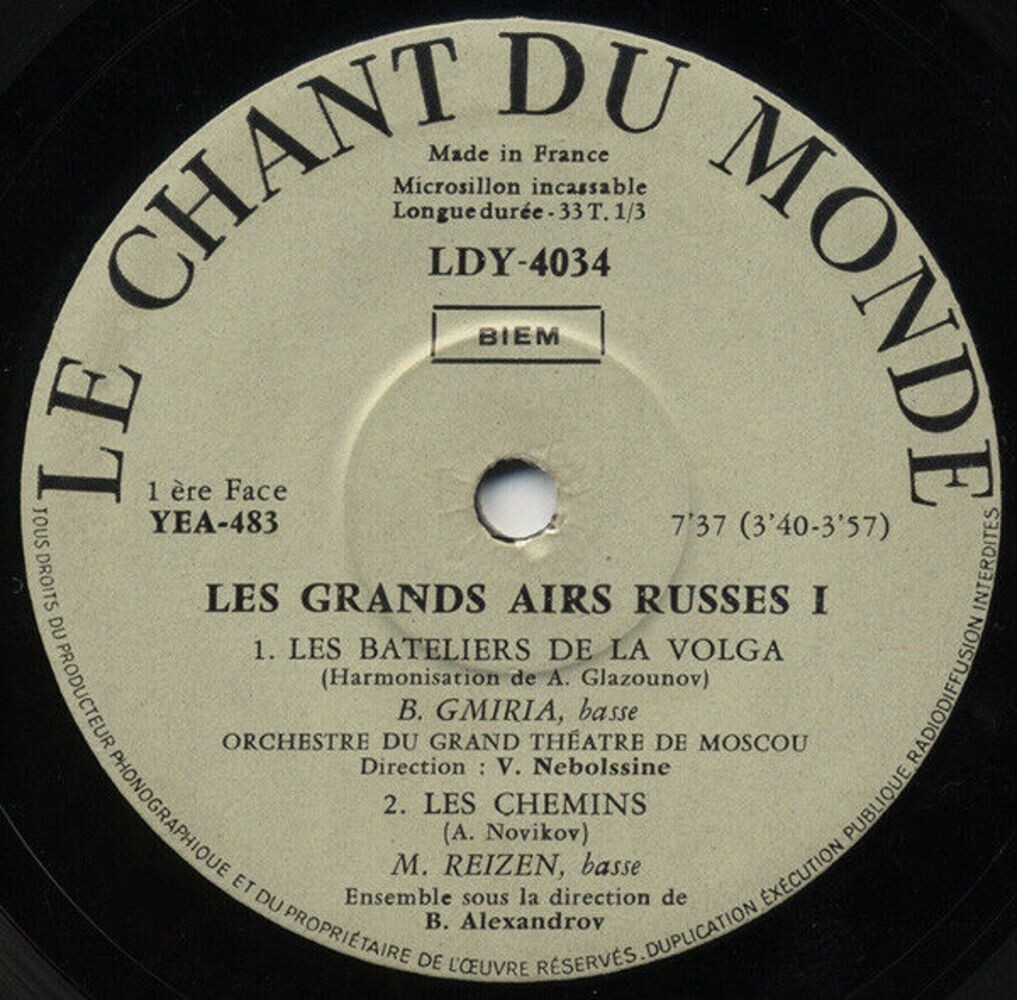 LE CHANT DU MONDE
Made in France
Microsillon incassable
Longue durée - 33 T. 1/3
LDY-4034
BIEM
1 ère Face
YEA-483
7'37 (3'40-3'57)
LES GRANDS AIRS RUSSES I
1. LES BATELIERS DE LA VOLGA
(Harmonisation de A. Glazounov)
B. GMIRIA, basse
ORCHESTRE DU GRAND THÉATRE DE MOSCOU
Direction : V. Nebolssine
2. LES CHEMINS
(A. Novikov)
M. REIZEN, basse
Ensemble sous la direction de
B. Alexandrov
TOUS DROITS DU PRODUCTEUR PHONOGRAPHIQUE ET DU PROPRIÉTAIRE DE L'ŒUVRE RÉSERVÉS. DUPLICATION ÉXÉCUTION PUBLIQUE RADIODIFFUSION INTERDITES